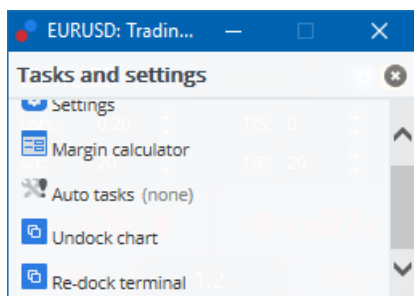 EURUSD: Tradin...
Tasks and settings
Settings
Margin calculator
Auto tasks (none)
Undock chart
Re-dock terminal